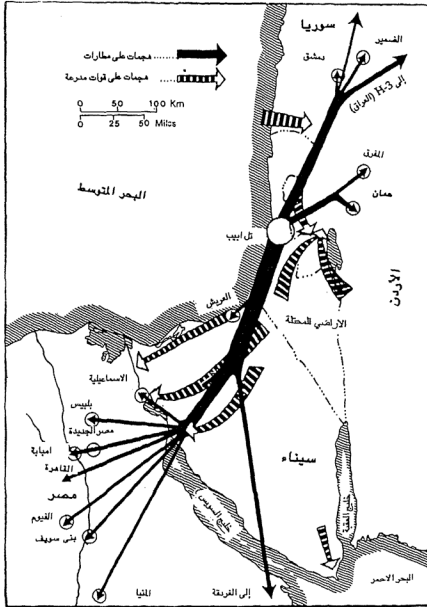 سوريا
الضمير
دمشق
هجمات على مطارات
هجمات على قوات مدرعة
إلى H-3 (العراق)
0 50 100 Km
0 25 50 Miles
المفرق
البحر المتوسط
عمان
تل ابيب
الأردن
العريش
الاراضي المحتلة
الاسماعيلية
بلبيس
مصر الجديدة
امبابة
سيناء
القاهرة
مصر
خليج السويس
خليج العقبة
الفيوم
بنى سويف
البحر الاحمر
المنيا
إلى الغردقة